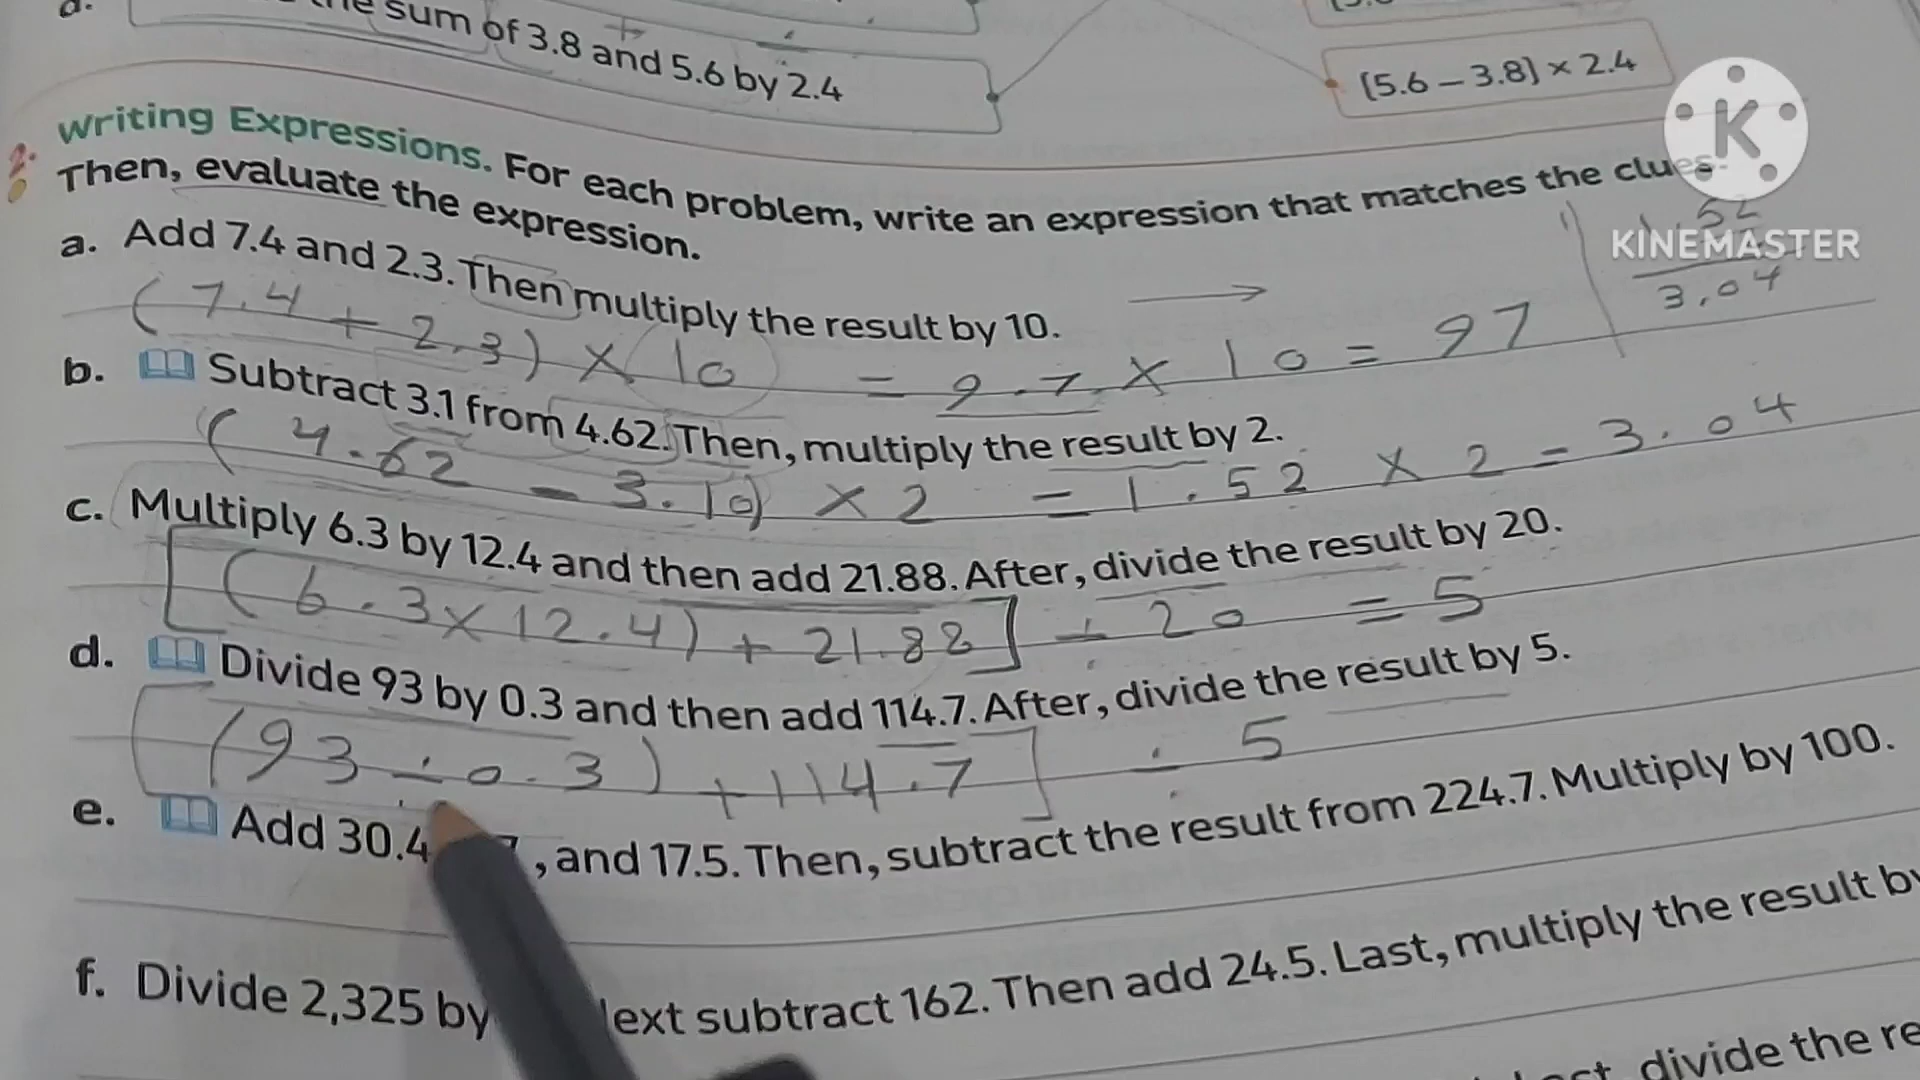 the sum of 3.8 and 5.6 by 2.4
(5.6 – 3.8) × 2.4
Writing Expressions. For each problem, write an expression that matches the clues.
Then, evaluate the expression.
a. Add 7.4 and 2.3. Then multiply the result by 10.
(7.4 + 2.3) × 10 = 9.7 × 10 = 97
b. Subtract 3.1 from 4.62. Then, multiply the result by 2.
(4.62 – 3.10) × 2 = 1.52 × 2 = 3.04
c. Multiply 6.3 by 12.4 and then add 21.88. After, divide the result by 20.
[(6.3 × 12.4) + 21.88] ÷ 20 = 5
d. Divide 93 by 0.3 and then add 114.7. After, divide the result by 5.
[(93 ÷ 0.3) + 114.7] ÷ 5
e. Add 30.4 , and 17.5. Then, subtract the result from 224.7. Multiply by 100.
f. Divide 2,325 by subtract 162. Then add 24.5. Last, multiply the result by
divide the
1.52
3.04
K
KINEMASTER